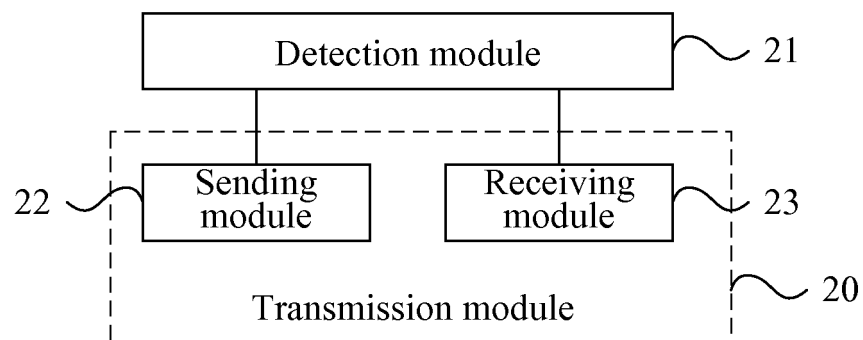 Detection module
21
Sending
module
Receiving
module
22
23
20
Transmission module